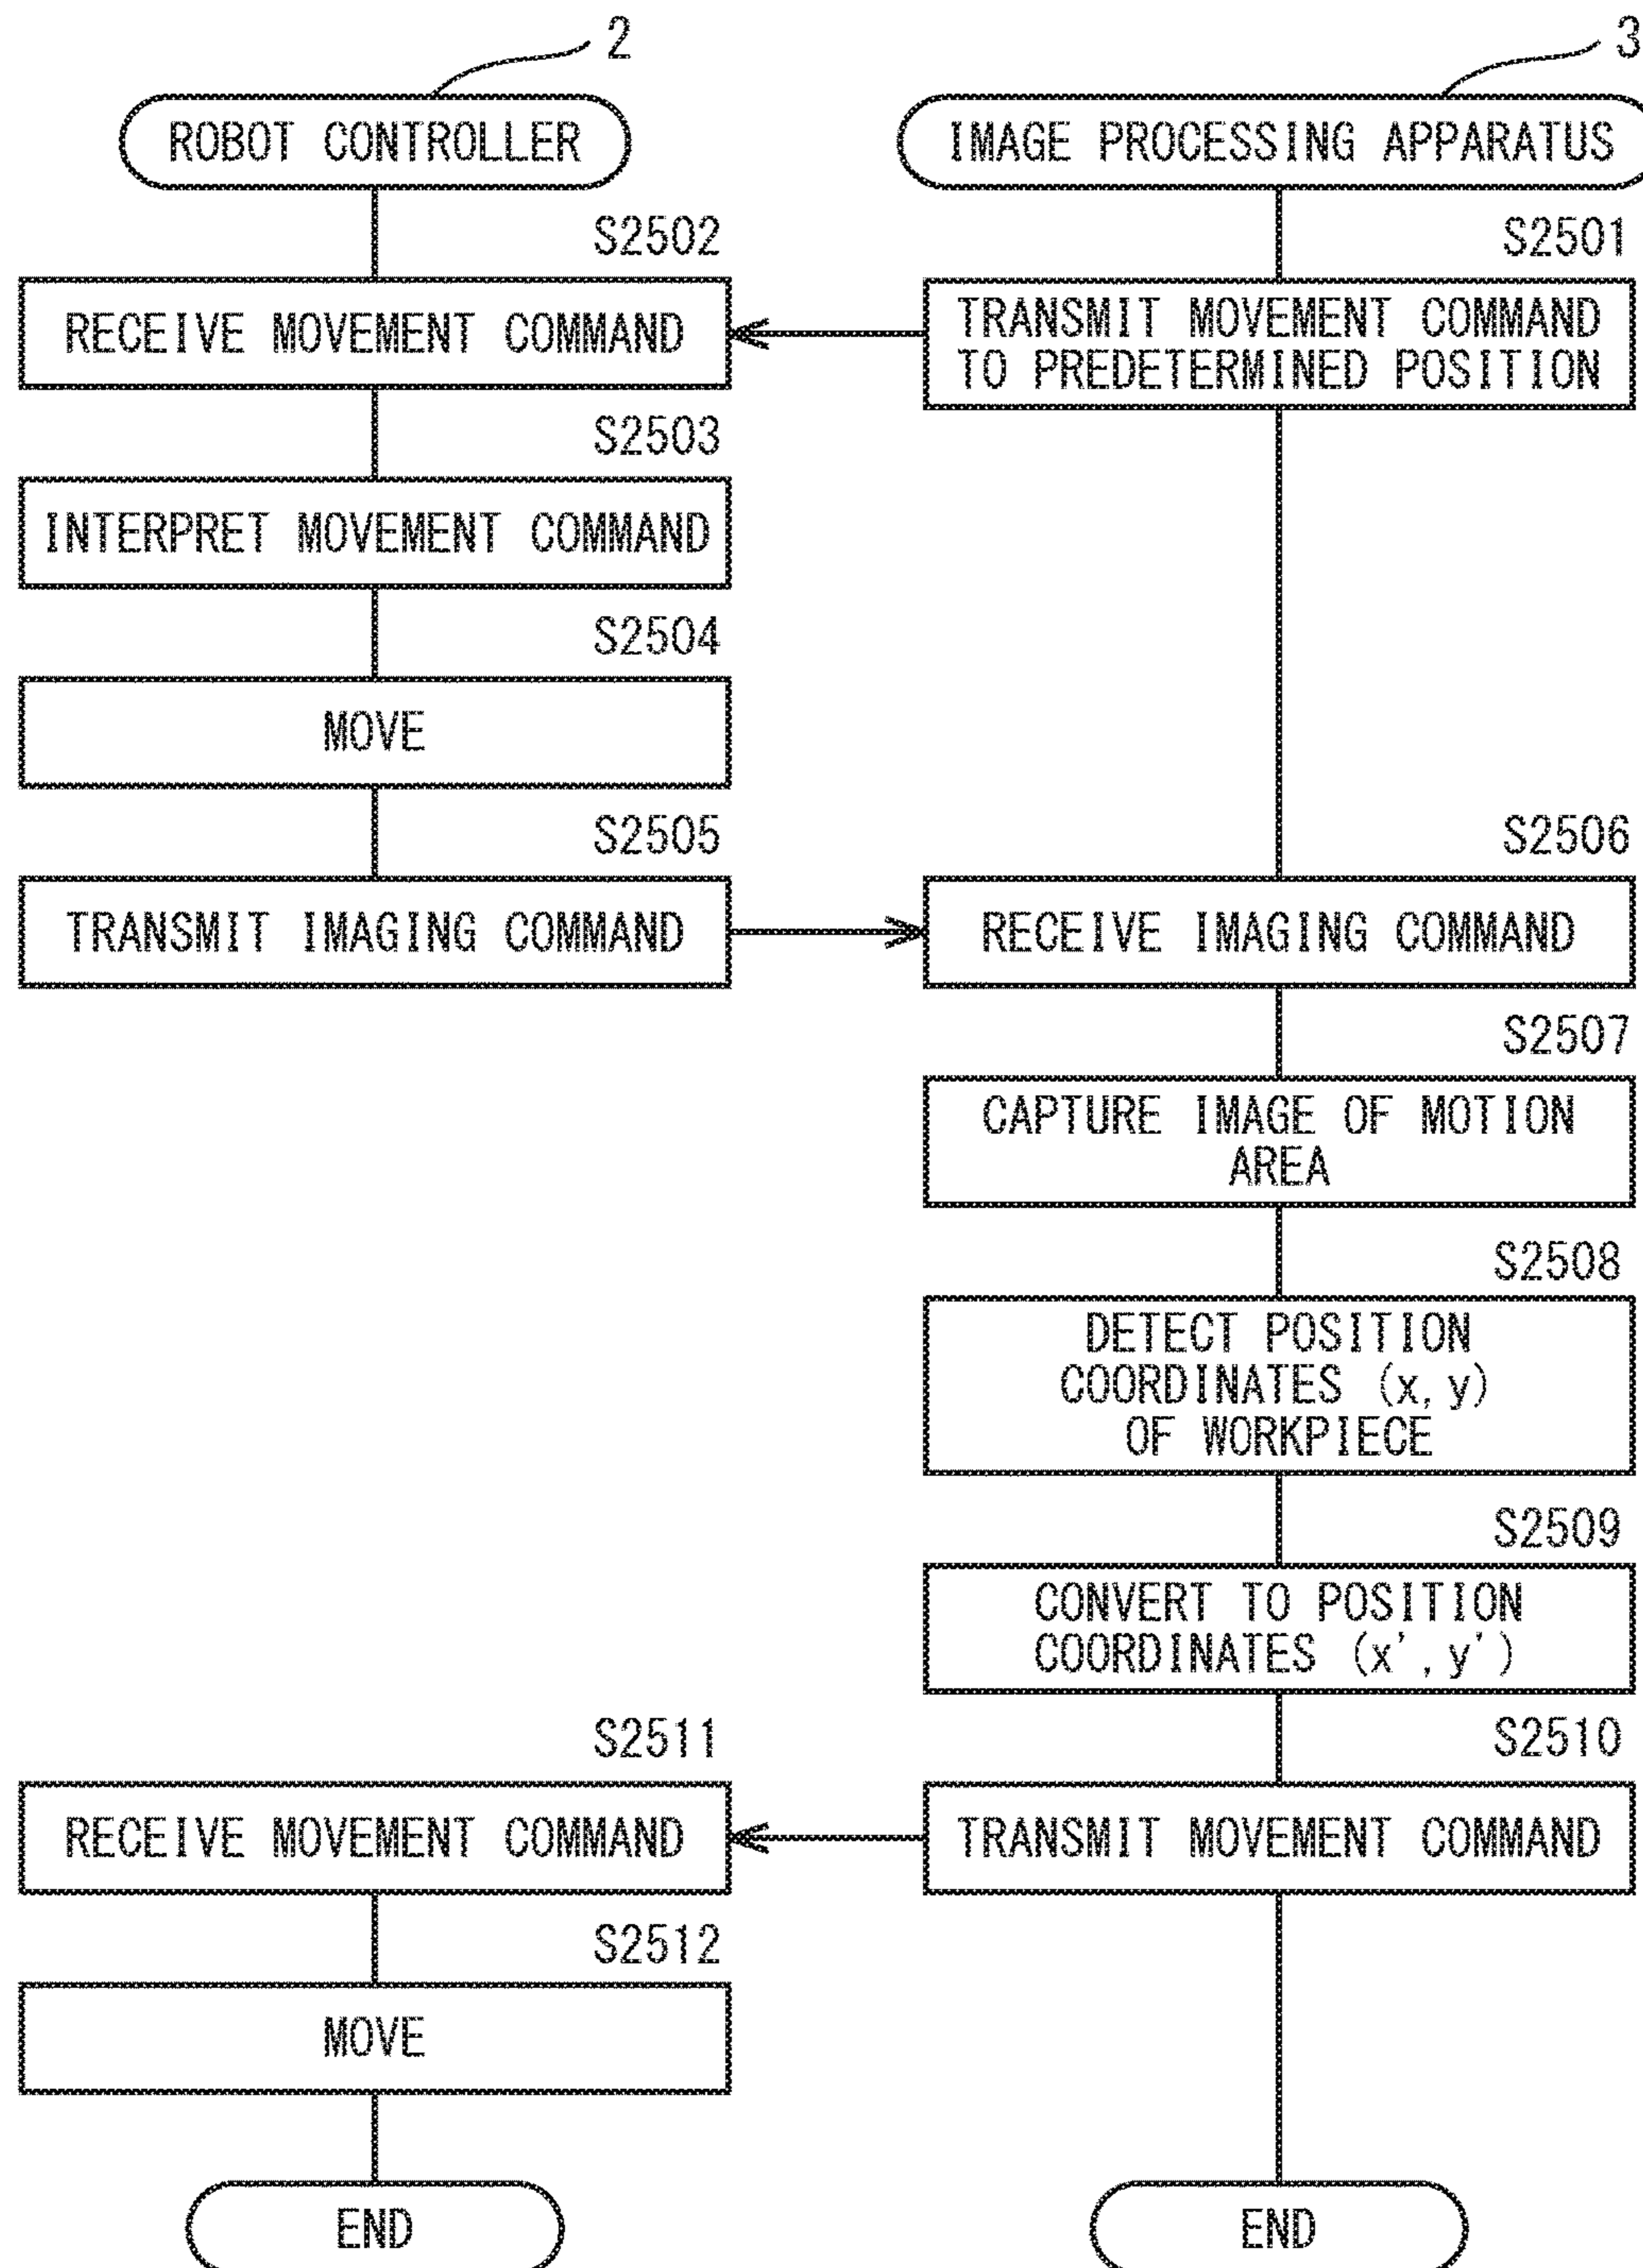 2
3
ROBOT CONTROLLER
IMAGE PROCESSING APPARATUS
S2502
S2501
RECEIVE MOVEMENT COMMAND
TRANSMIT MOVEMENT COMMAND
TO PREDETERMINED POSITION
S2503
INTERPRET MOVEMENT COMMAND
S2504
MOVE
S2505
S2506
TRANSMIT IMAGING COMMAND
RECEIVE IMAGING COMMAND
S2507
CAPTURE IMAGE OF MOTION
AREA
S2508
DETECT POSITION
COORDINATES (x, y)
OF WORKPIECE
S2509
CONVERT TO POSITION
COORDINATES (x', y')
S2511
S2510
RECEIVE MOVEMENT COMMAND
TRANSMIT MOVEMENT COMMAND
S2512
MOVE
END
END